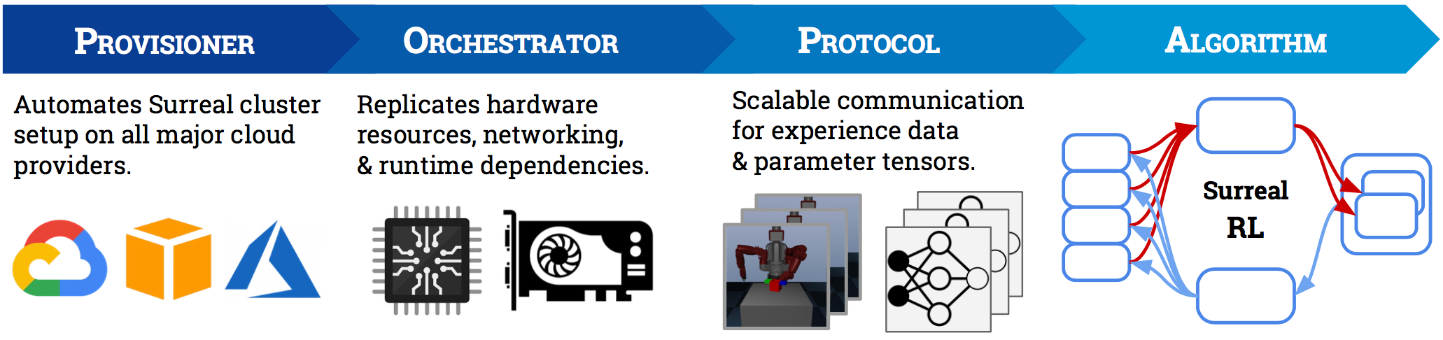 PROVISIONER
ORCHESTRATOR
PROTOCOL
ALGORITHM
Automates Surreal cluster
setup on all major cloud
providers.
Replicates hardware
resources, networking,
& runtime dependencies.
Scalable communication
for experience data
& parameter tensors.
Surreal
RL